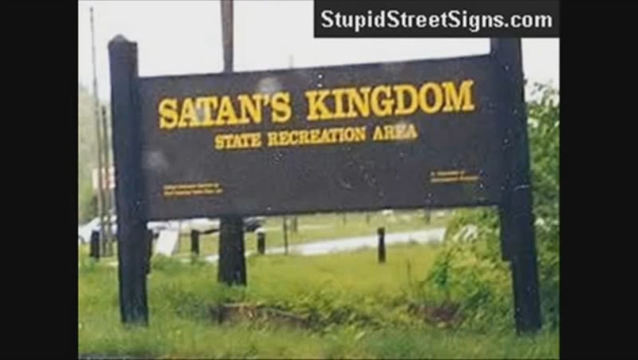 StupidStreetSigns.com
SATAN'S KINGDOM
STATE RECREATION AREA